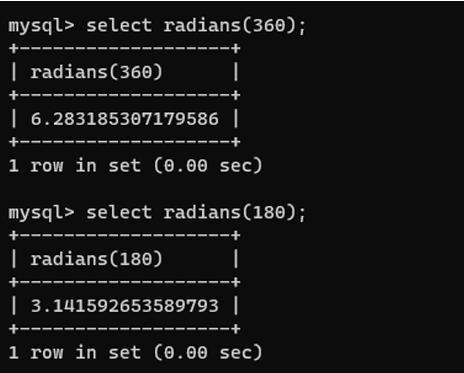 mysql> select radians(360);
+-------------------+
| radians(360)      |
+-------------------+
| 6.283185307179586 |
+-------------------+
1 row in set (0.00 sec)

mysql> select radians(180);
+-------------------+
| radians(180)      |
+-------------------+
| 3.141592653589793 |
+-------------------+
1 row in set (0.00 sec)